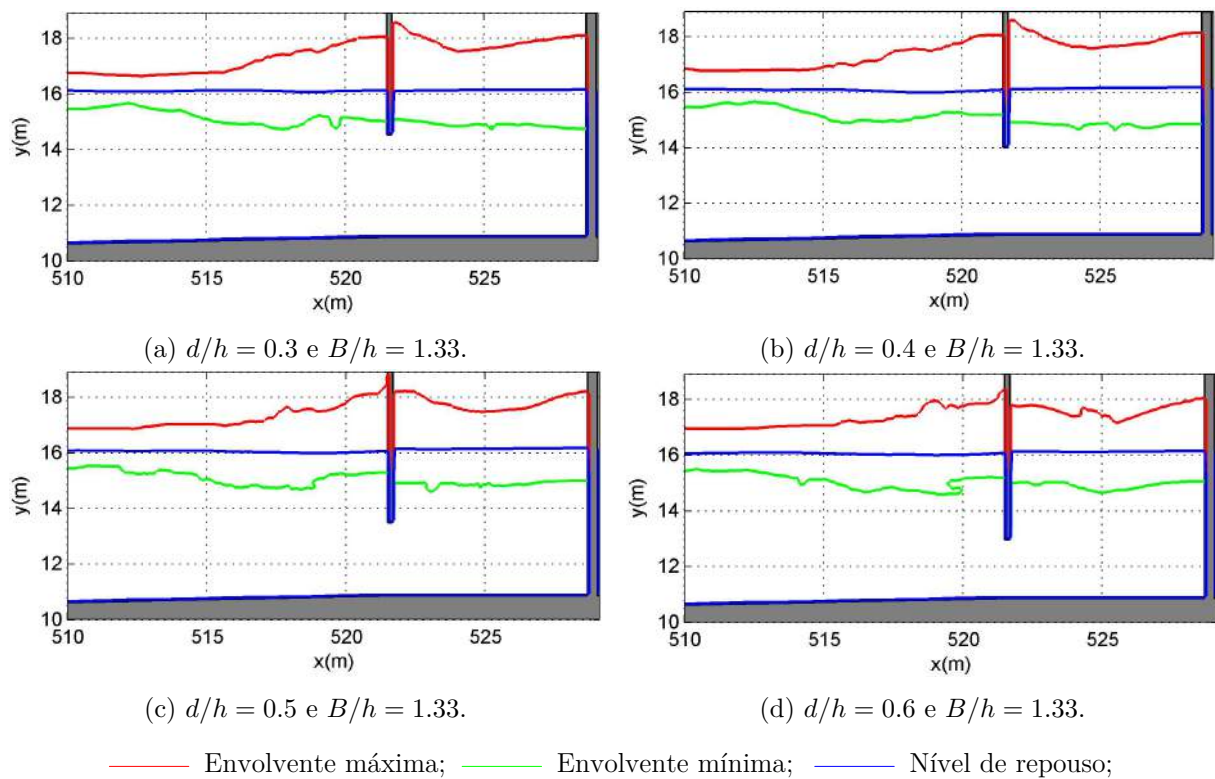 y(m)
18
16
14
12
10
510
515
520
525
x(m)
(a) d/h = 0.3 e B/h = 1.33.
y(m)
18
16
14
12
10
510
515
520
525
x(m)
(b) d/h = 0.4 e B/h = 1.33.
y(m)
18
16
14
12
10
510
515
520
525
x(m)
(c) d/h = 0.5 e B/h = 1.33.
y(m)
18
16
14
12
10
510
515
520
525
x(m)
(d) d/h = 0.6 e B/h = 1.33.
Envolvente máxima; Envolvente mínima; Nível de repouso;